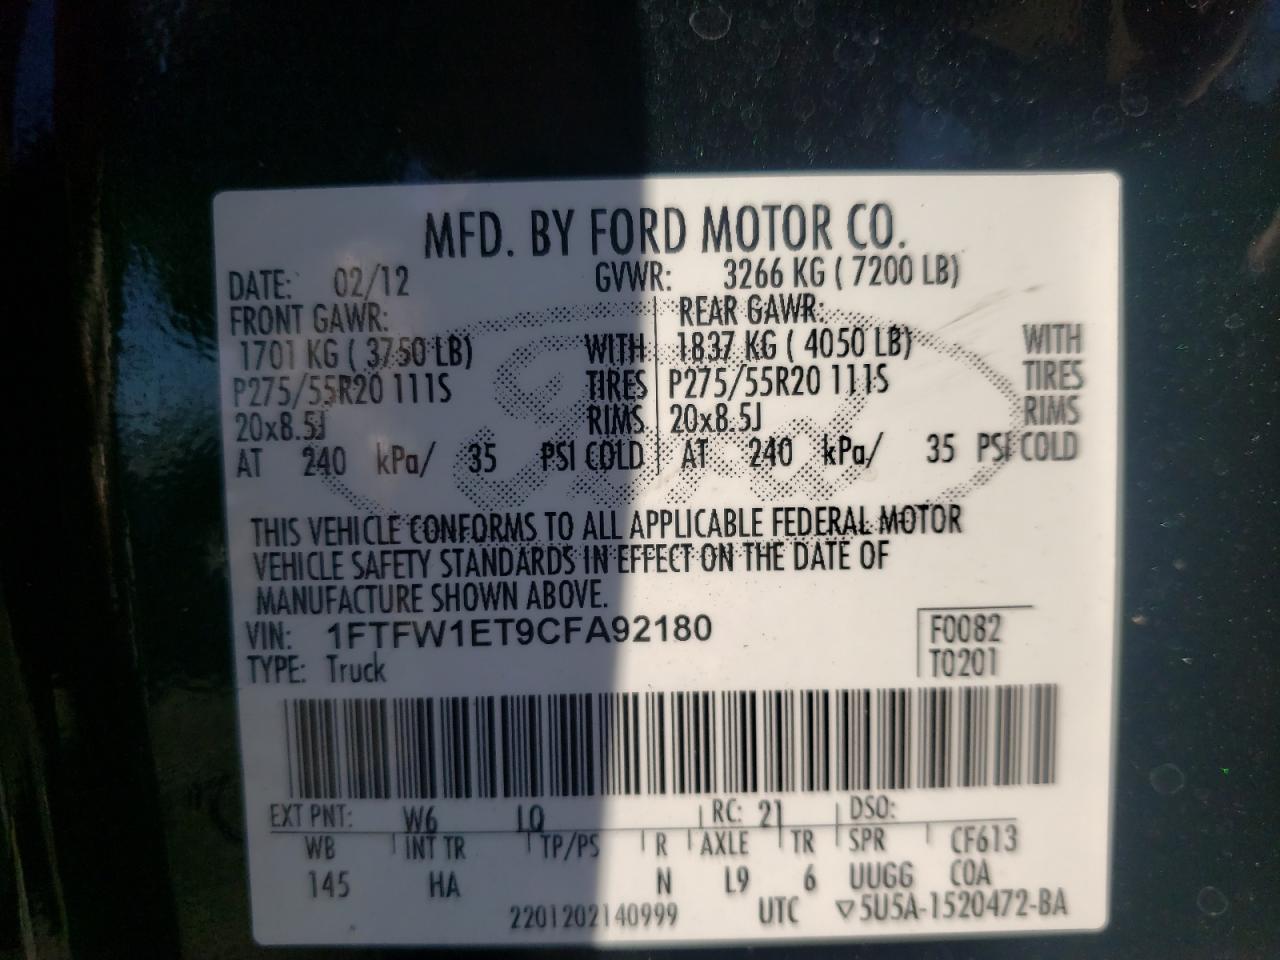 MFD. BY FORD MOTOR CO.
DATE: 02/12 GVWR: 3266 KG ( 7200 LB)
FRONT GAWR: REAR GAWR:
1701 KG ( 3750 LB) WITH 1837 KG ( 4050 LB) WITH
P275/55R20 111S TIRES P275/55R20 111S TIRES
20x8.5J RIMS 20x8.5J RIMS
AT 240 kPa/ 35 PSI COLD AT 240 kPa/ 35 PSI COLD
Ford
THIS VEHICLE CONFORMS TO ALL APPLICABLE FEDERAL MOTOR
VEHICLE SAFETY STANDARDS IN EFFECT ON THE DATE OF
MANUFACTURE SHOWN ABOVE.
VIN: 1FTFW1ET9CFA92180 F0082
TYPE: Truck T0201
EXT PNT: W6 LQ RC: 21 DSO:
WB INT TR TP/PS R AXLE TR SPR CF613
145 HA N L9 6 UUGG COA
2201202140999 UTC ▽5U5A-1520472-BA